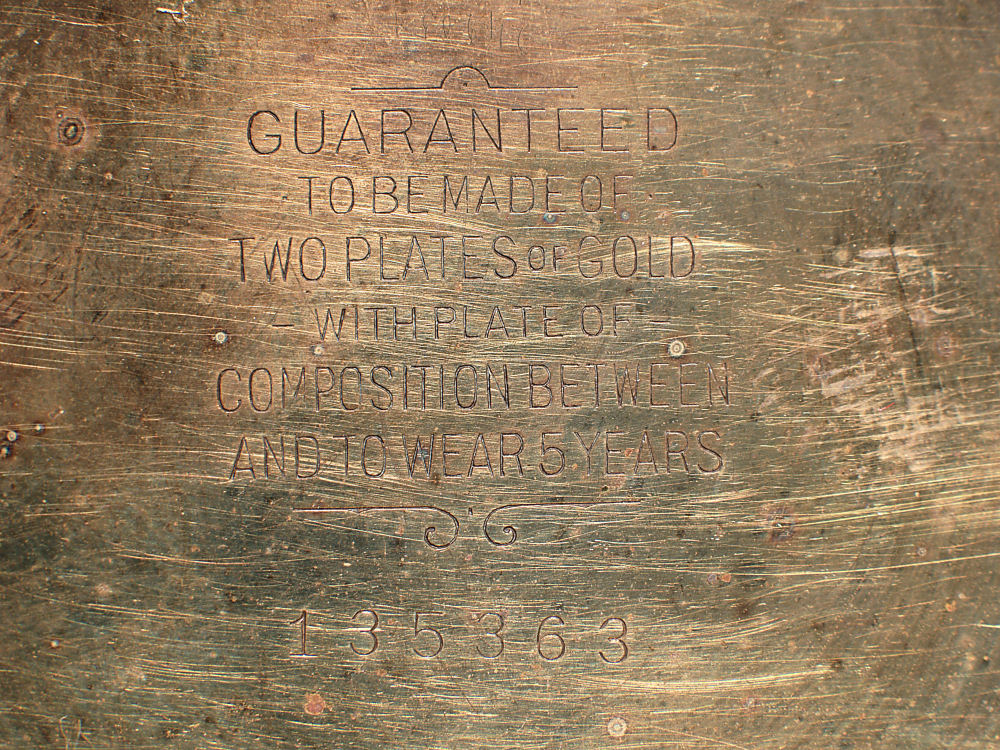 GUARANTEED
TO BE MADE OF
TWO PLATES OF GOLD
– WITH PLATE OF –
COMPOSITION BETWEEN
AND TO WEAR 5 YEARS
135363